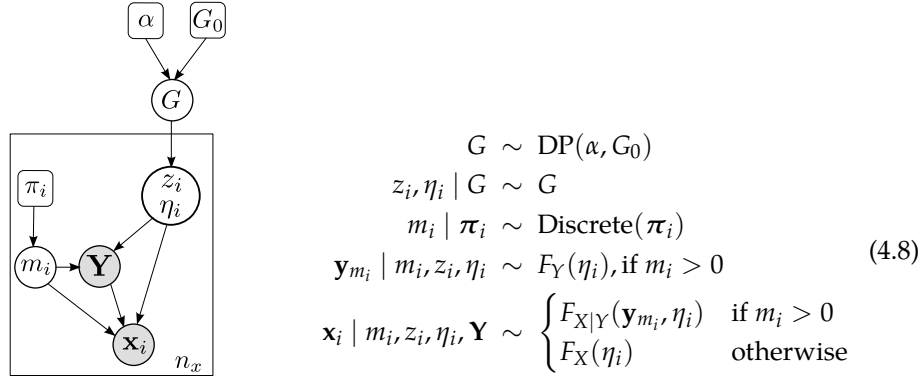 α G₀
G
z_i
η_i
π_i
m_i Y
x_i
n_x
G ∼ DP(α, G₀)
z_i, η_i | G ∼ G
m_i | π_i ∼ Discrete(π_i)
y_{m_i} | m_i, z_i, η_i ∼ F_Y(η_i), if m_i > 0
x_i | m_i, z_i, η_i, Y ∼ { F_{X|Y}(y_{m_i}, η_i) if m_i > 0
F_X(η_i) otherwise
(4.8)